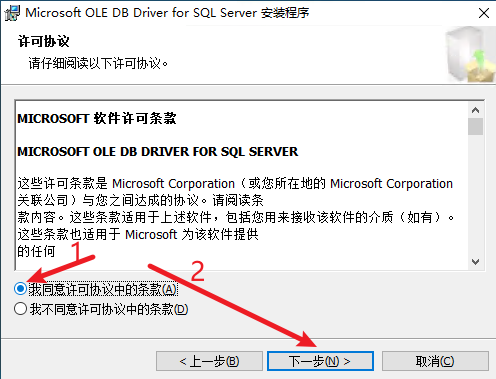 Microsoft OLE DB Driver for SQL Server 安装程序
许可协议
请仔细阅读以下许可协议。
MICROSOFT 软件许可条款
MICROSOFT OLE DB DRIVER FOR SQL SERVER
这些许可条款是 Microsoft Corporation（或您所在地的 Microsoft Corporation
关联公司）与您之间达成的协议。请阅读条
款内容。这些条款适用于上述软件，包括您用来接收该软件的介质（如有）。
这些条款也适用于 Microsoft 为该软件提供
的任何
1
2
我同意许可协议中的条款(A)
我不同意许可协议中的条款(D)
< 上一步(B)
下一步(N) >
取消(C)